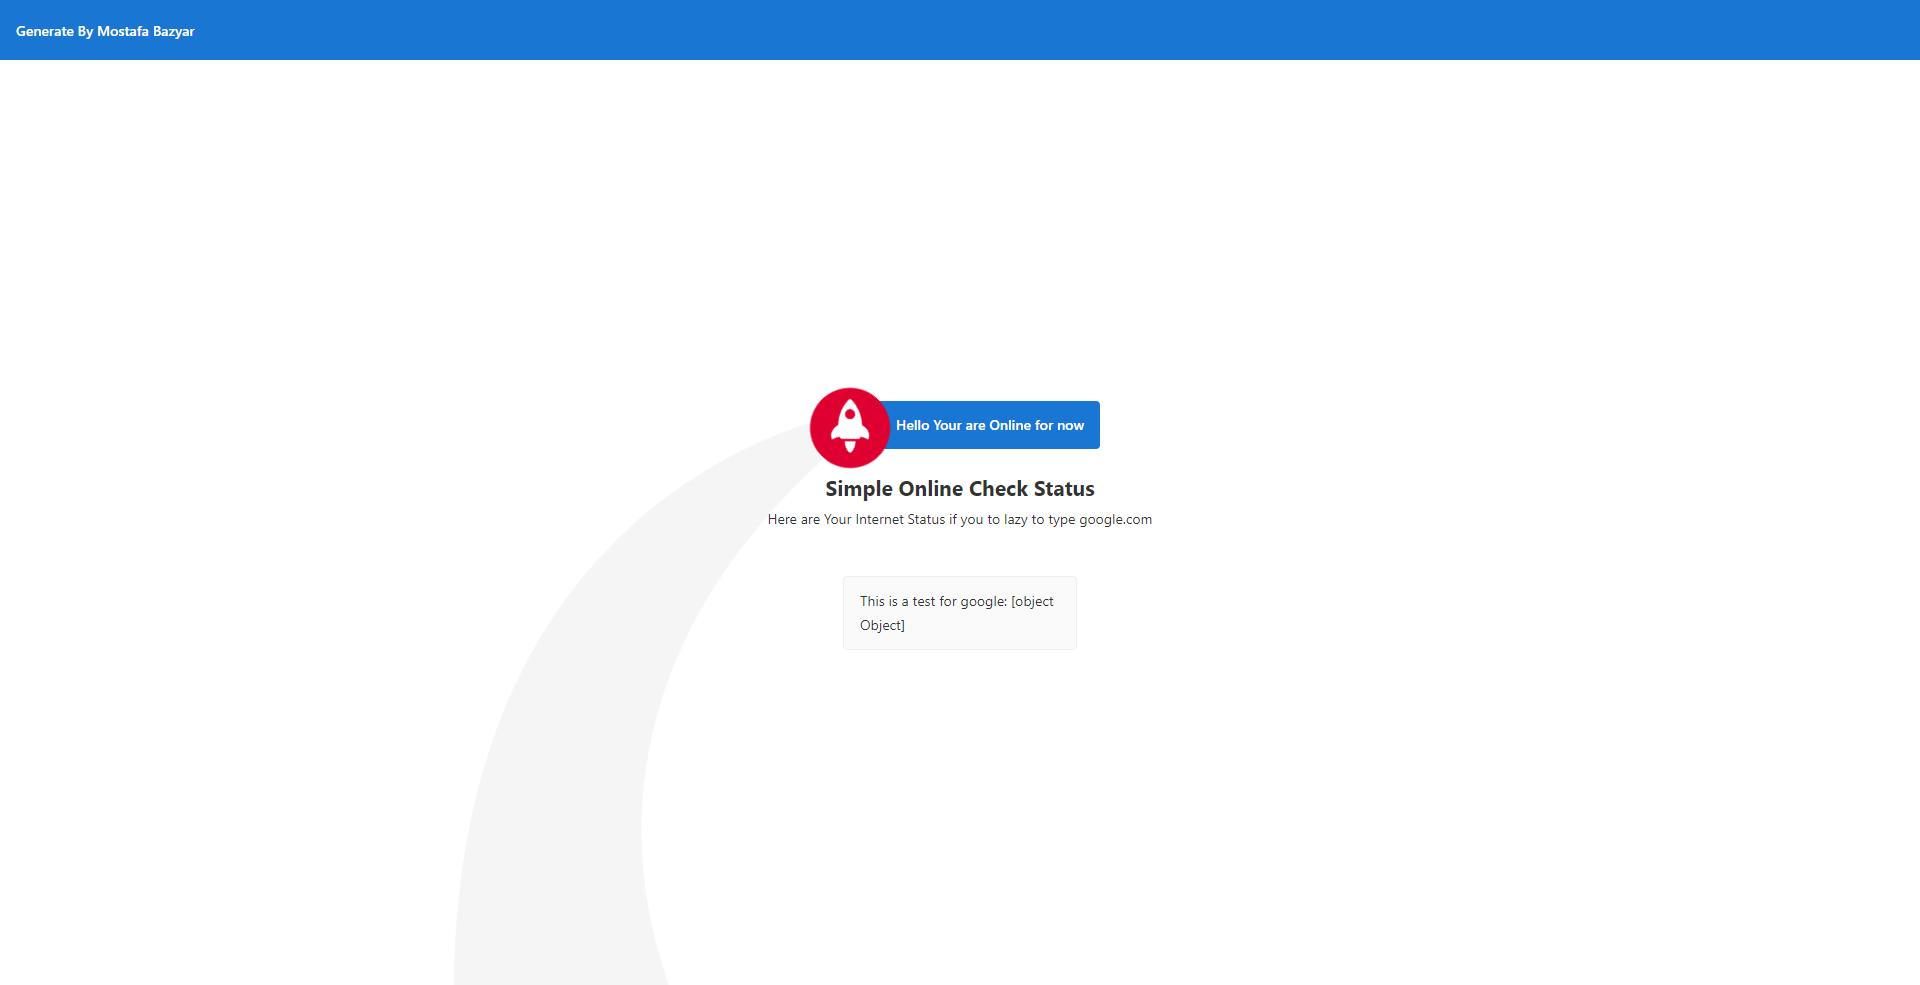 Generate By Mostafa Bazyar
Hello Your are Online for now
Simple Online Check Status
Here are Your Internet Status if you to lazy to type google.com
This is a test for google: [object
Object]